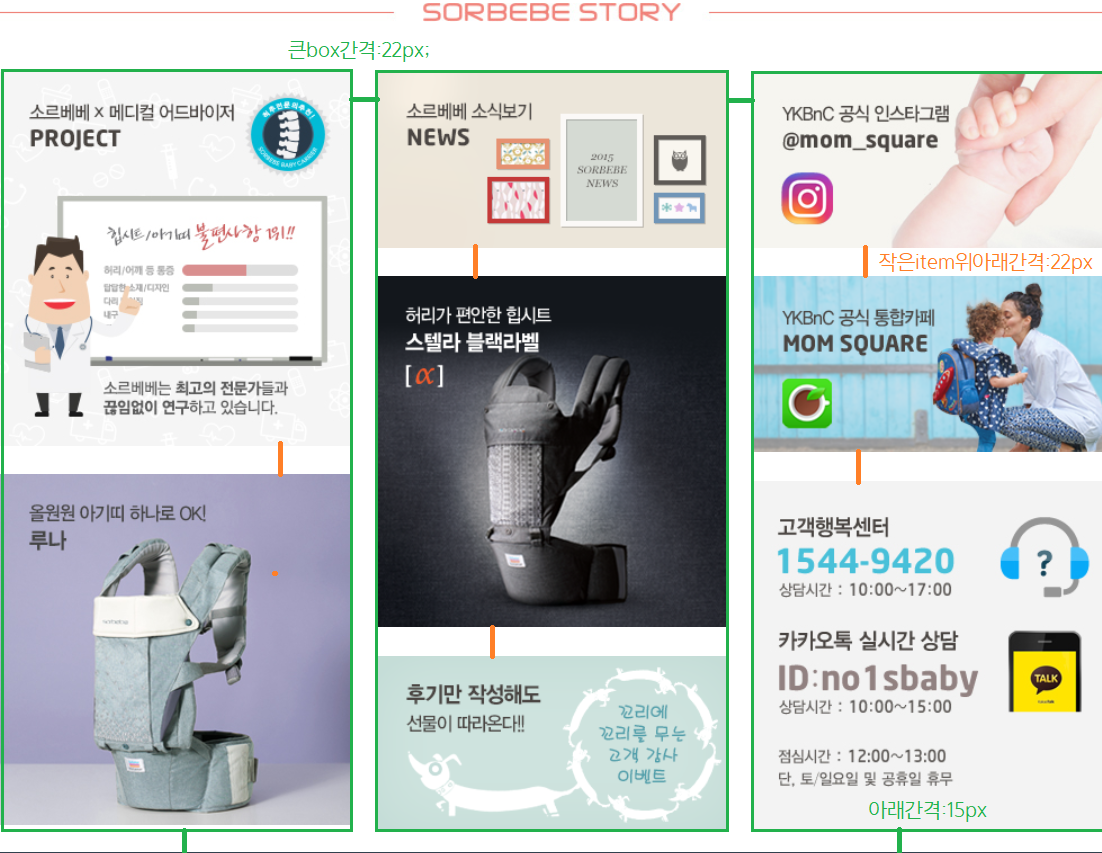 SORBEBE STORY
큰box간격:22px;
소르베베 x 메디컬 어드바이저
PROJECT
척추전문의추천!
SORBEBE BABY CARRIER
힙시트/아기띠 불편사항 1위!!
허리/어깨 등 통증
답답한 소재/디자인
내구
소르베베는 최고의 전문가들과
끊임없이 연구하고 있습니다.
올원원 아기띠 하나로 OK!
루나
소르베베 소식보기
NEWS
2015
SORBEBE
NEWS
허리가 편안한 힙시트
스텔라 블랙라벨
[α]
후기만 작성해도
선물이 따라온다!!
꼬리에
꼬리를 무는
고객 감사
이벤트
YKBnC 공식 인스타그램
@mom_square
작은item위아래간격:22px
YKBnC 공식 통합카페
MOM SQUARE
고객행복센터
1544-9420
상담시간 : 10:00~17:00
?
카카오톡 실시간 상담
ID:no1sbaby
상담시간 : 10:00~15:00
TALK
점심시간 : 12:00~13:00
단, 토/일요일 및 공휴일 휴무
아래간격:15px